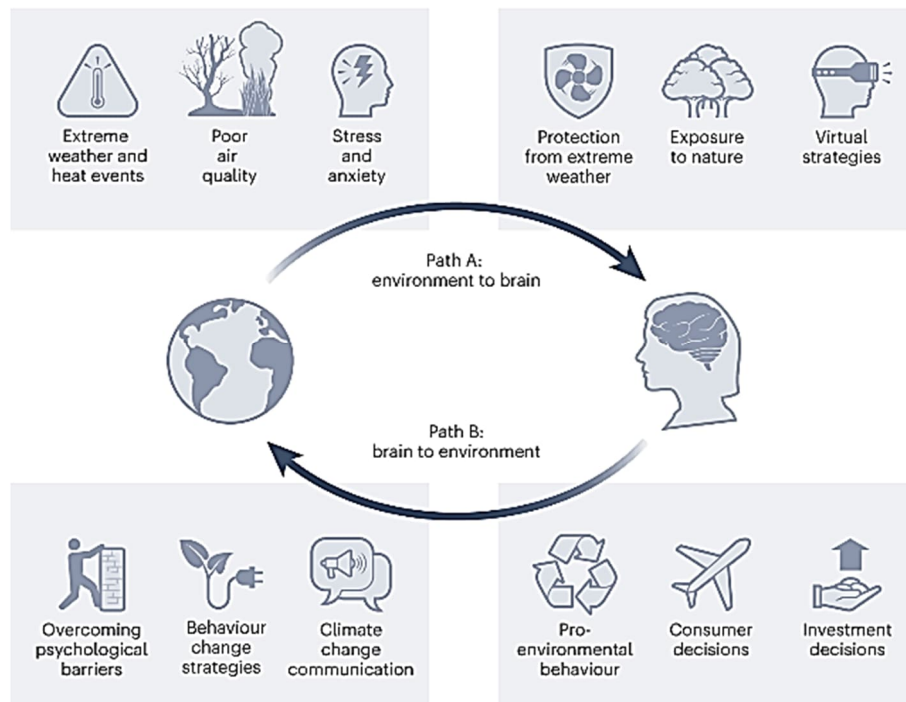 Extreme
weather and
heat events
Poor
air
quality
Stress
and
anxiety
Protection
from extreme
weather
Exposure
to nature
Virtual
strategies
Path A:
environment to brain
Path B:
brain to environment
Overcoming
psychological
barriers
Behaviour
change
strategies
Climate
change
communication
Pro-
environmental
behaviour
Consumer
decisions
Investment
decisions